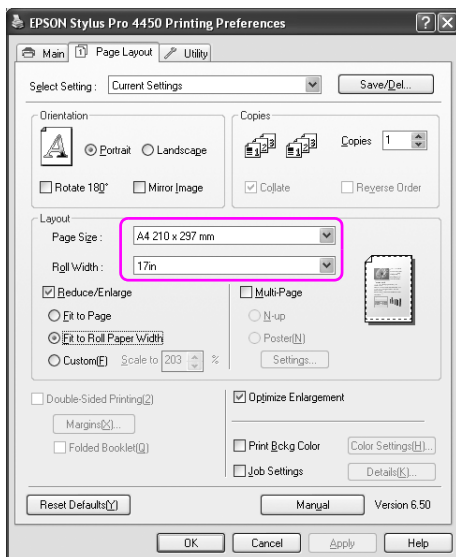 EPSON Stylus Pro 4450 Printing Preferences
Main Page Layout Utility
Select Setting : Current Settings Save/Del...
Orientation
Portrait Landscape
Rotate 180° Mirror Image
Copies
Copies 1
Collate Reverse Order
Layout
Page Size : A4 210 x 297 mm
Roll Width : 17in
Reduce/Enlarge
Fit to Page
Fit to Roll Paper Width
Custom(F) Scale to 203 %
Multi-Page
N-up
Poster(N)
Settings...
Double-Sided Printing(2)
Margins(X)...
Folded Booklet(Q)
Optimize Enlargement
Print Bckg Color Color Settings(H)...
Job Settings Details(K)...
Reset Defaults(Y) Manual Version 6.50
OK Cancel Apply Help